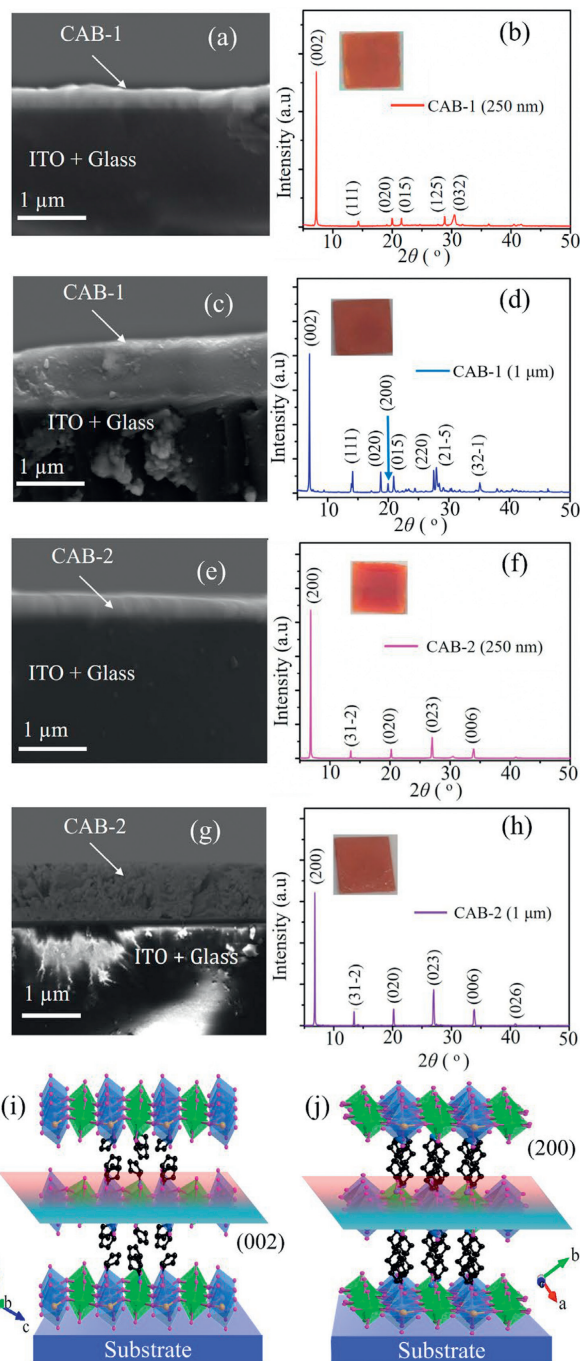 CAB-1
(a)
ITO + Glass
1 µm
(b)
Intensity (a.u)
(002)
(111)
(020)
(015)
(125)
(032)
CAB-1 (250 nm)
10 20 30 40 50
2θ ( °)
CAB-1
(c)
ITO + Glass
1 µm
(d)
Intensity (a.u)
(002)
(111)
(020)
(200)
(015)
(220)
(21-5)
(32-1)
CAB-1 (1 µm)
10 20 30 40 50
2θ ( °)
CAB-2
(e)
ITO + Glass
1 µm
(f)
Intensity (a.u)
(200)
(31-2)
(020)
(023)
(006)
CAB-2 (250 nm)
10 20 30 40 50
2θ ( °)
CAB-2
(g)
ITO + Glass
1 µm
(h)
Intensity (a.u)
(200)
(31-2)
(020)
(023)
(006)
(026)
CAB-2 (1 µm)
10 20 30 40 50
2θ ( °)
(i)
(002)
b
c
Substrate
(j)
(200)
b
a
Substrate